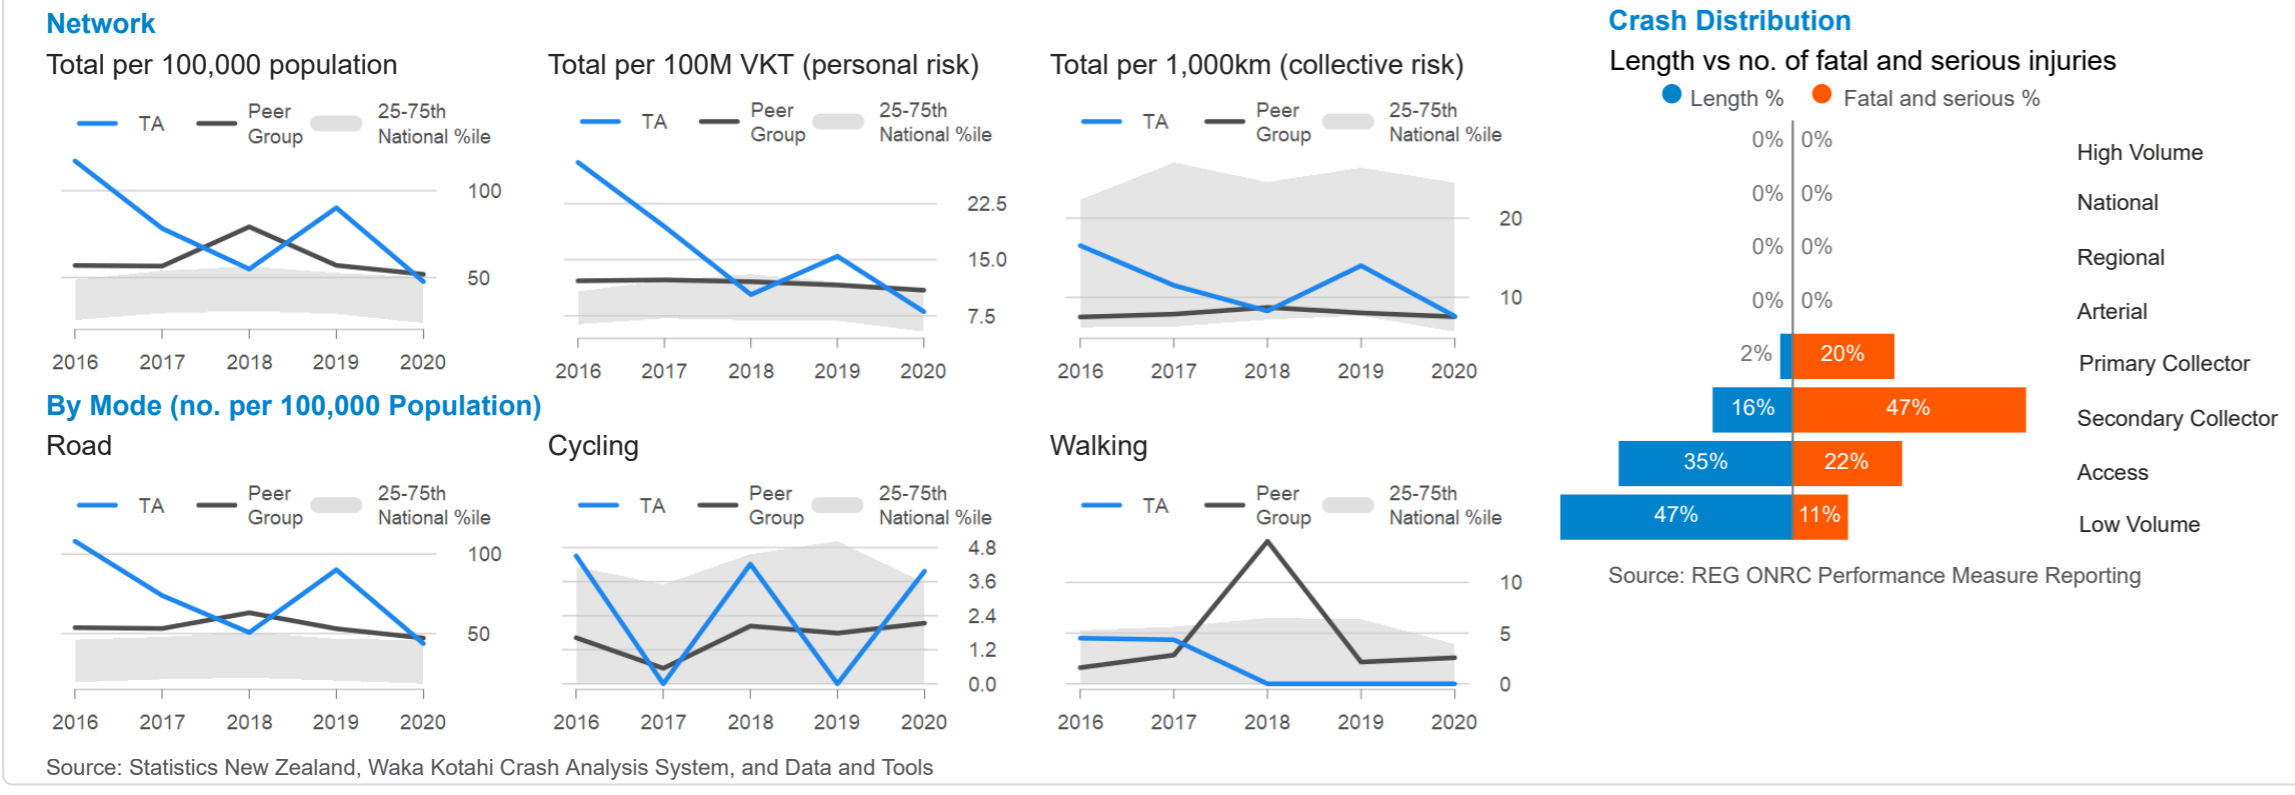 Network
Total per 100,000 population
TA
Peer Group
25-75th National %ile
100
50
2016 2017 2018 2019 2020
Total per 100M VKT (personal risk)
TA
Peer Group
25-75th National %ile
22.5
15.0
7.5
2016 2017 2018 2019 2020
Total per 1,000km (collective risk)
TA
Peer Group
25-75th National %ile
20
10
2016 2017 2018 2019 2020
By Mode (no. per 100,000 Population)
Road
TA
Peer Group
25-75th National %ile
100
50
2016 2017 2018 2019 2020
Cycling
TA
Peer Group
25-75th National %ile
4.8
3.6
2.4
1.2
0.0
2016 2017 2018 2019 2020
Walking
TA
Peer Group
25-75th National %ile
10
5
0
2016 2017 2018 2019 2020
Source: Statistics New Zealand, Waka Kotahi Crash Analysis System, and Data and Tools
Crash Distribution
Length vs no. of fatal and serious injuries
Length % Fatal and serious %
0% 0% High Volume
0% 0% National
0% 0% Regional
0% 0% Arterial
2% 20% Primary Collector
16% 47% Secondary Collector
35% 22% Access
47% 11% Low Volume
Source: REG ONRC Performance Measure Reporting